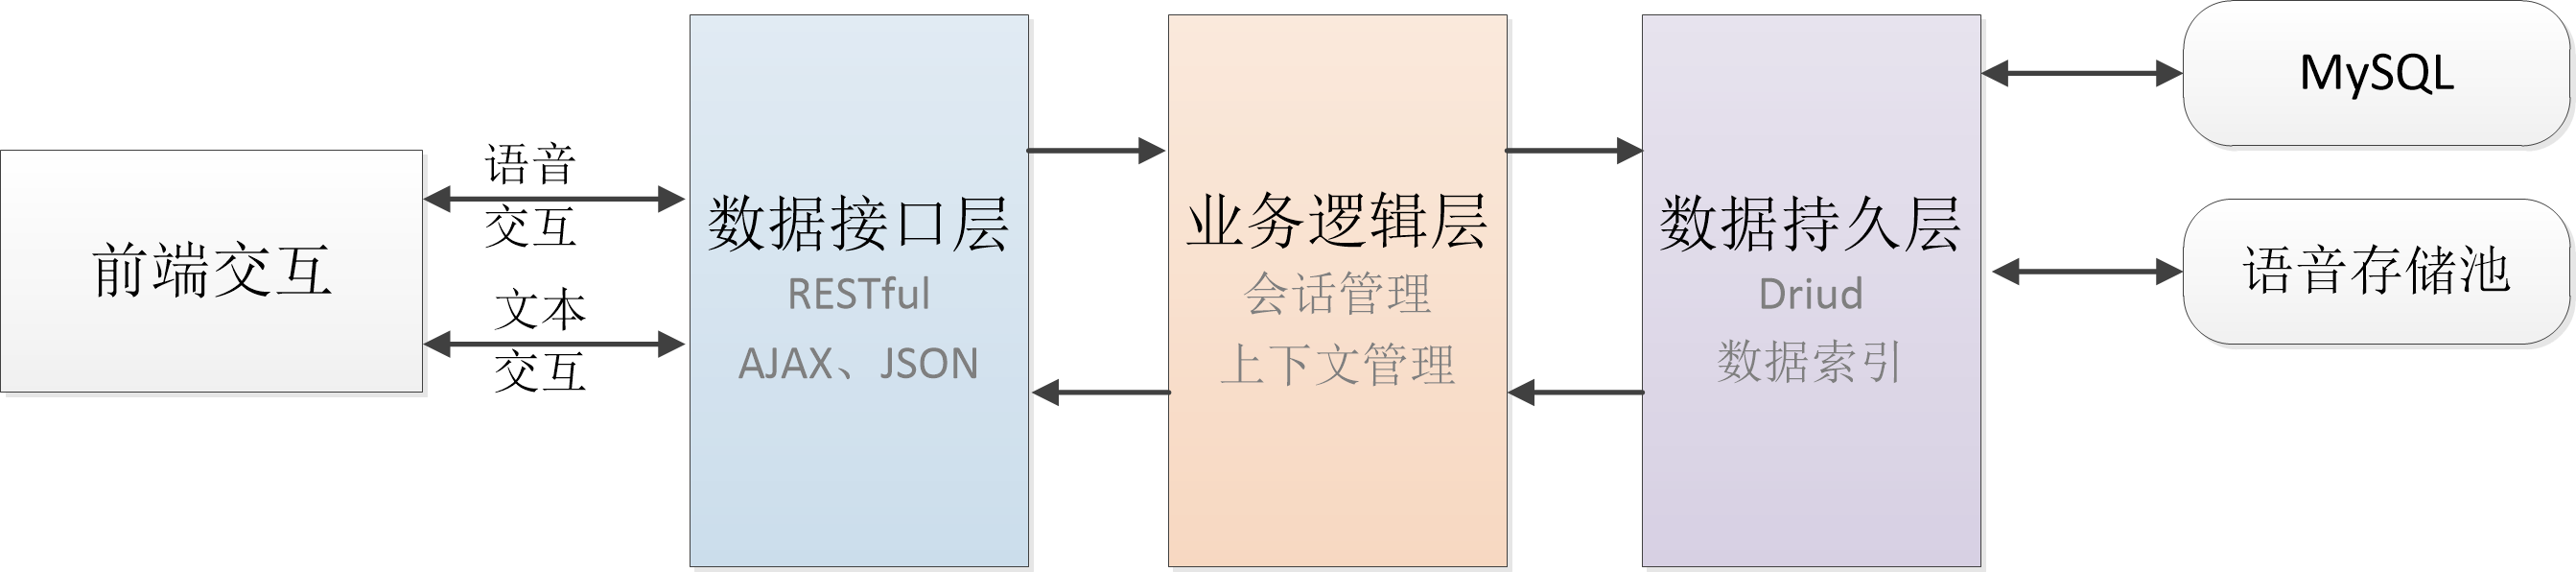 前端交互
语音
交互
文本
交互
数据接口层
RESTful
AJAX、JSON
业务逻辑层
会话管理
上下文管理
数据持久层
Driud
数据索引
MySQL
语音存储池